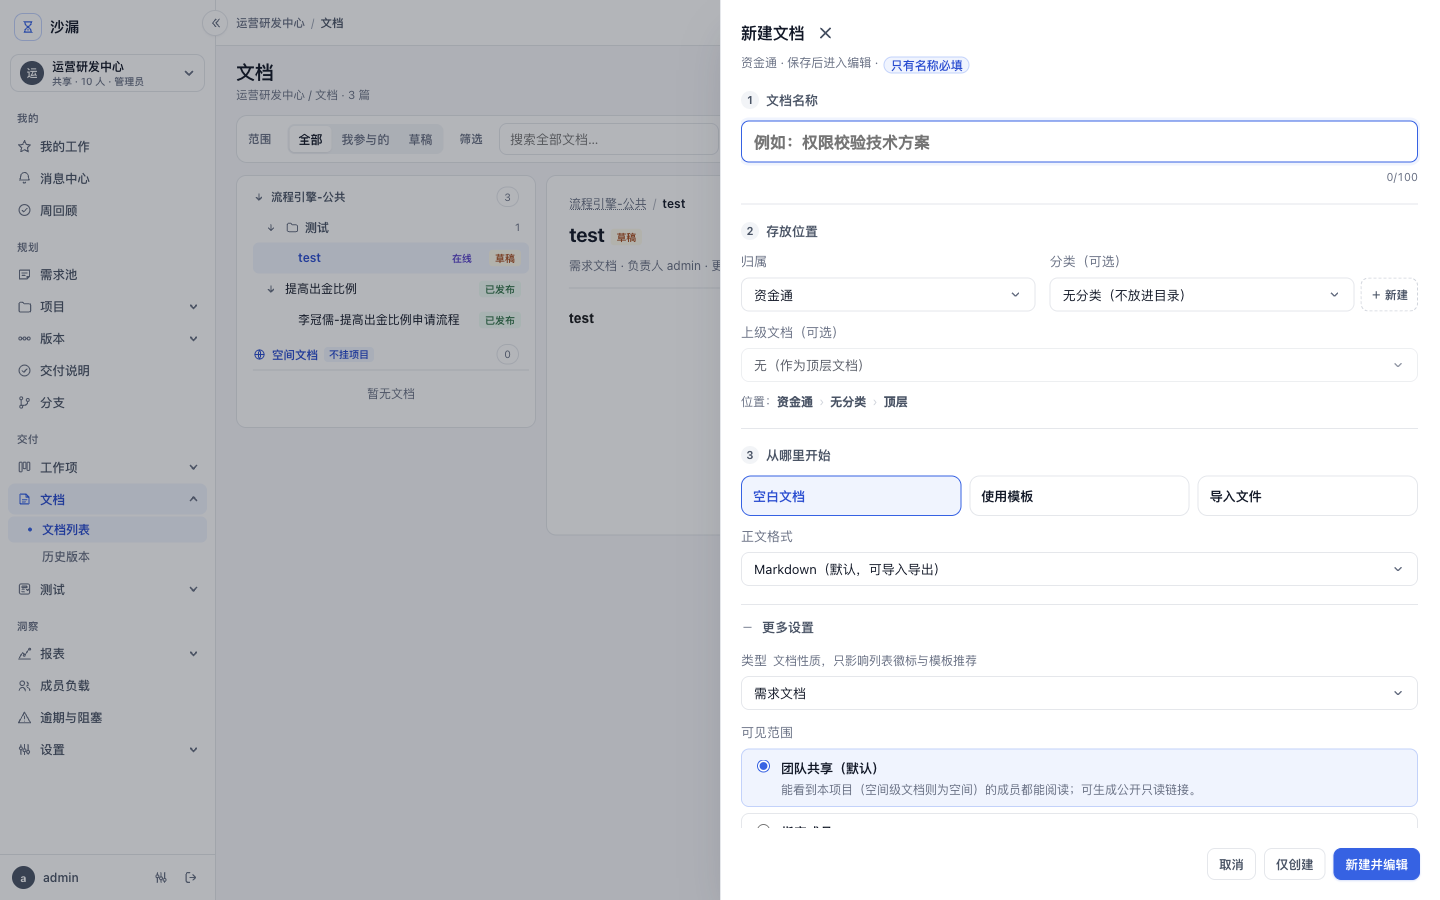 沙漏
运
运营研发中心
共享 · 10 人 · 管理员
我的
我的工作
消息中心
周回顾
规划
需求池
项目
版本
交付说明
分支
交付
工作项
文档
文档列表
历史版本
测试
洞察
报表
成员负载
逾期与阻塞
设置
a
admin
运营研发中心 / 文档
文档
运营研发中心 / 文档 · 3 篇
范围
全部
我参与的
草稿
筛选
搜索全部文档...
流程引擎-公共
3
测试
1
test
在线
草稿
提高出金比例
已发布
李冠儒-提高出金比例申请流程
已发布
空间文档
不挂项目
0
暂无文档
流程引擎-公共 / test
test
草稿
需求文档 · 负责人 admin · 更
test
新建文档
资金通 · 保存后进入编辑 · 只有名称必填
1 文档名称
例如：权限校验技术方案
0/100
2 存放位置
归属
分类（可选）
资金通
无分类（不放进目录）
+ 新建
上级文档（可选）
无（作为顶层文档）
位置：资金通 › 无分类 › 顶层
3 从哪里开始
空白文档
使用模板
导入文件
正文格式
Markdown（默认，可导入导出）
更多设置
类型 文档性质，只影响列表徽标与模板推荐
需求文档
可见范围
团队共享（默认）
能看到本项目（空间级文档则为空间）的成员都能阅读；可生成公开只读链接。
取消
仅创建
新建并编辑